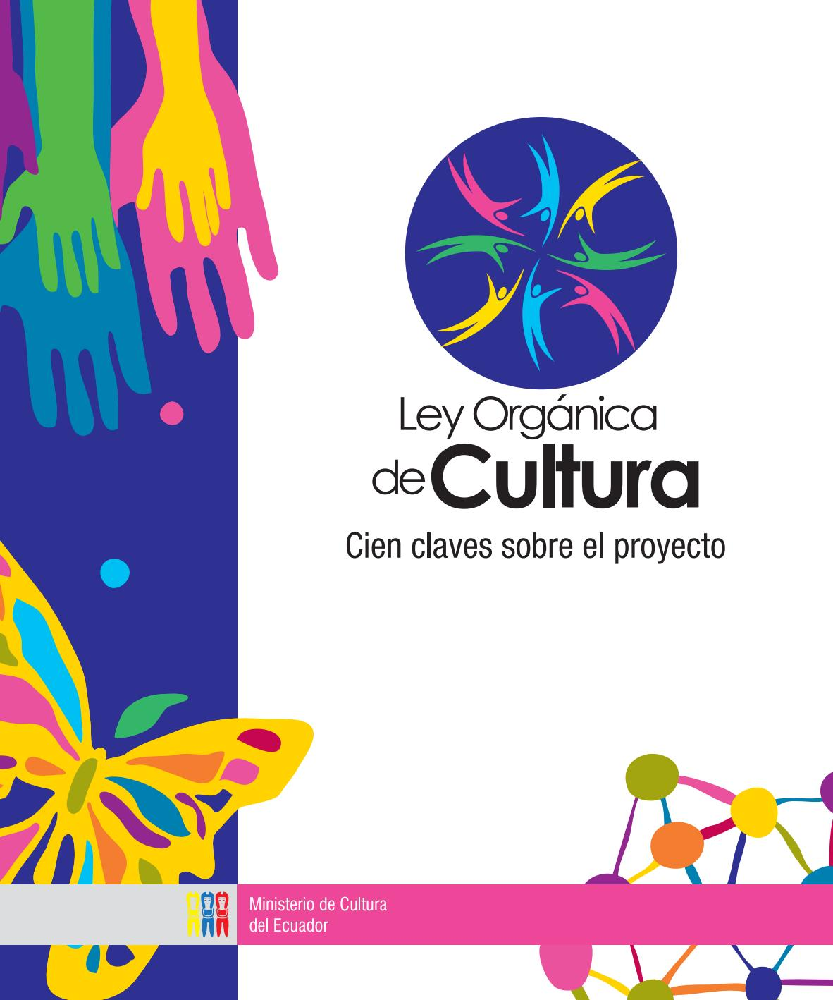 Ley Orgánica
de Cultura
Cien claves sobre el proyecto
Ministerio de Cultura
del Ecuador